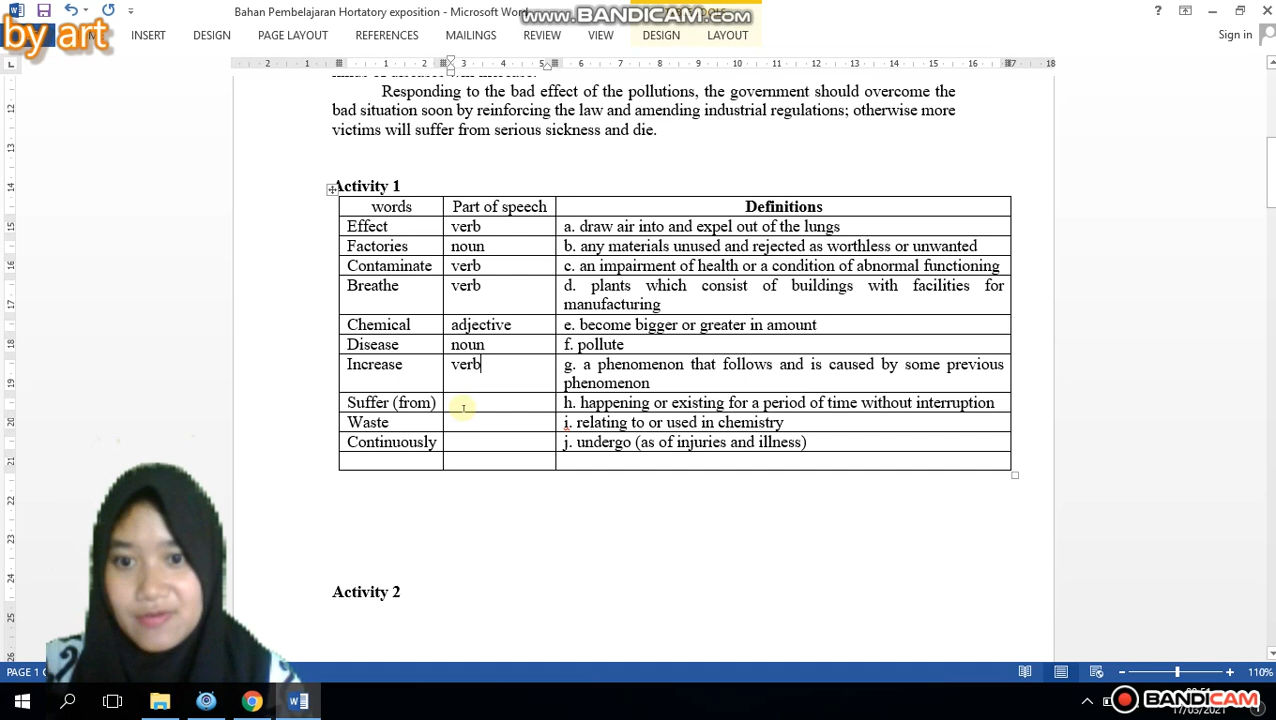 Bahan Pembelajaran Hortatory exposition - Microsoft Word
www.BANDICAM.com
by art
INSERT DESIGN PAGE LAYOUT REFERENCES MAILINGS REVIEW VIEW DESIGN LAYOUT Sign in
Responding to the bad effect of the pollutions, the government should overcome the
bad situation soon by reinforcing the law and amending industrial regulations; otherwise more
victims will suffer from serious sickness and die.
Activity 1
words Part of speech Definitions
Effect verb a. draw air into and expel out of the lungs
Factories noun b. any materials unused and rejected as worthless or unwanted
Contaminate verb c. an impairment of health or a condition of abnormal functioning
Breathe verb d. plants which consist of buildings with facilities for
manufacturing
Chemical adjective e. become bigger or greater in amount
Disease noun f. pollute
Increase verb g. a phenomenon that follows and is caused by some previous
phenomenon
Suffer (from) h. happening or existing for a period of time without interruption
Waste i. relating to or used in chemistry
Continuously j. undergo (as of injuries and illness)
Activity 2
PAGE 1 110%
BANDICAM
17/03/2021